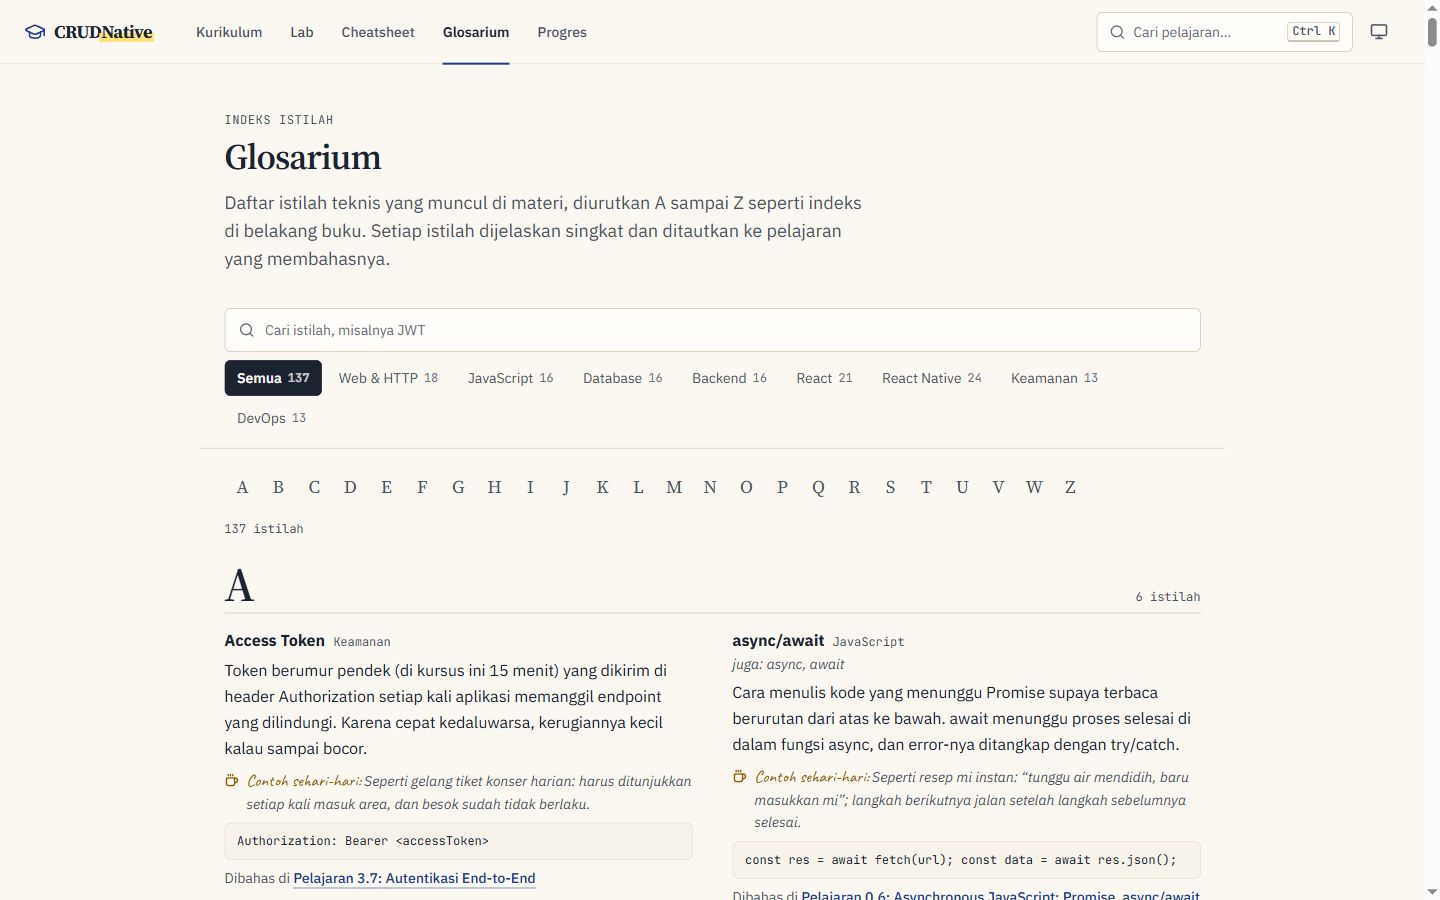 CRUDNative
Kurikulum Lab Cheatsheet Glosarium Progres
Cari pelajaran... Ctrl K
INDEKS ISTILAH
Glosarium
Daftar istilah teknis yang muncul di materi, diurutkan A sampai Z seperti indeks
di belakang buku. Setiap istilah dijelaskan singkat dan ditautkan ke pelajaran
yang membahasnya.
Cari istilah, misalnya JWT
Semua 137 Web & HTTP 18 JavaScript 16 Database 16 Backend 16 React 21 React Native 24 Keamanan 13
DevOps 13
A B C D E F G H I J K L M N O P Q R S T U V W Z
137 istilah
A
6 istilah
Access Token Keamanan
Token berumur pendek (di kursus ini 15 menit) yang dikirim di
header Authorization setiap kali aplikasi memanggil endpoint
yang dilindungi. Karena cepat kedaluwarsa, kerugiannya kecil
kalau sampai bocor.
Contoh sehari-hari: Seperti gelang tiket konser harian: harus ditunjukkan
setiap kali masuk area, dan besok sudah tidak berlaku.
Authorization: Bearer <accessToken>
Dibahas di Pelajaran 3.7: Autentikasi End-to-End
async/await JavaScript
juga: async, await
Cara menulis kode yang menunggu Promise supaya terbaca
berurutan dari atas ke bawah. await menunggu proses selesai di
dalam fungsi async, dan error-nya ditangkap dengan try/catch.
Contoh sehari-hari: Seperti resep mi instan: “tunggu air mendidih, baru
masukkan mi”; langkah berikutnya jalan setelah langkah sebelumnya
selesai.
const res = await fetch(url); const data = await res.json();
Dibahas di Pelajaran 0.6: Asynchronous JavaScript: Promise, async/await